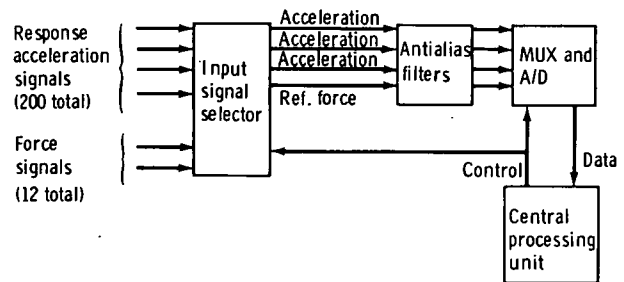 Response
acceleration
signals
(200 total)
Force
signals
(12 total)
Input
signal
selector
Acceleration
Acceleration
Acceleration
Ref. force
Antialias
filters
MUX and
A/D
Control
Data
Central
processing
unit